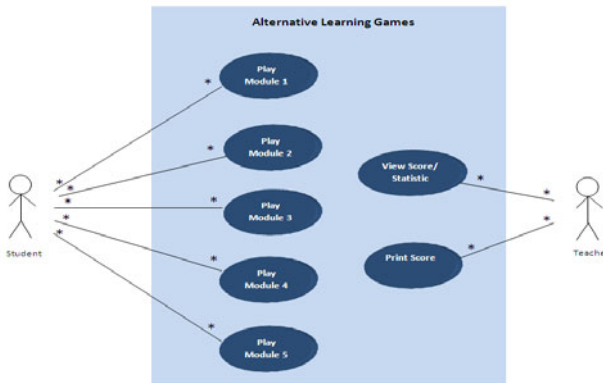 Alternative Learning Games
Play
Module 1
*
*
Play
Module 2
*
*
Play
Module 3
*
*
Play
Module 4
*
*
Play
Module 5
*
*
Student
View Score/
Statistic
*
*
Print Score
*
*
Teache